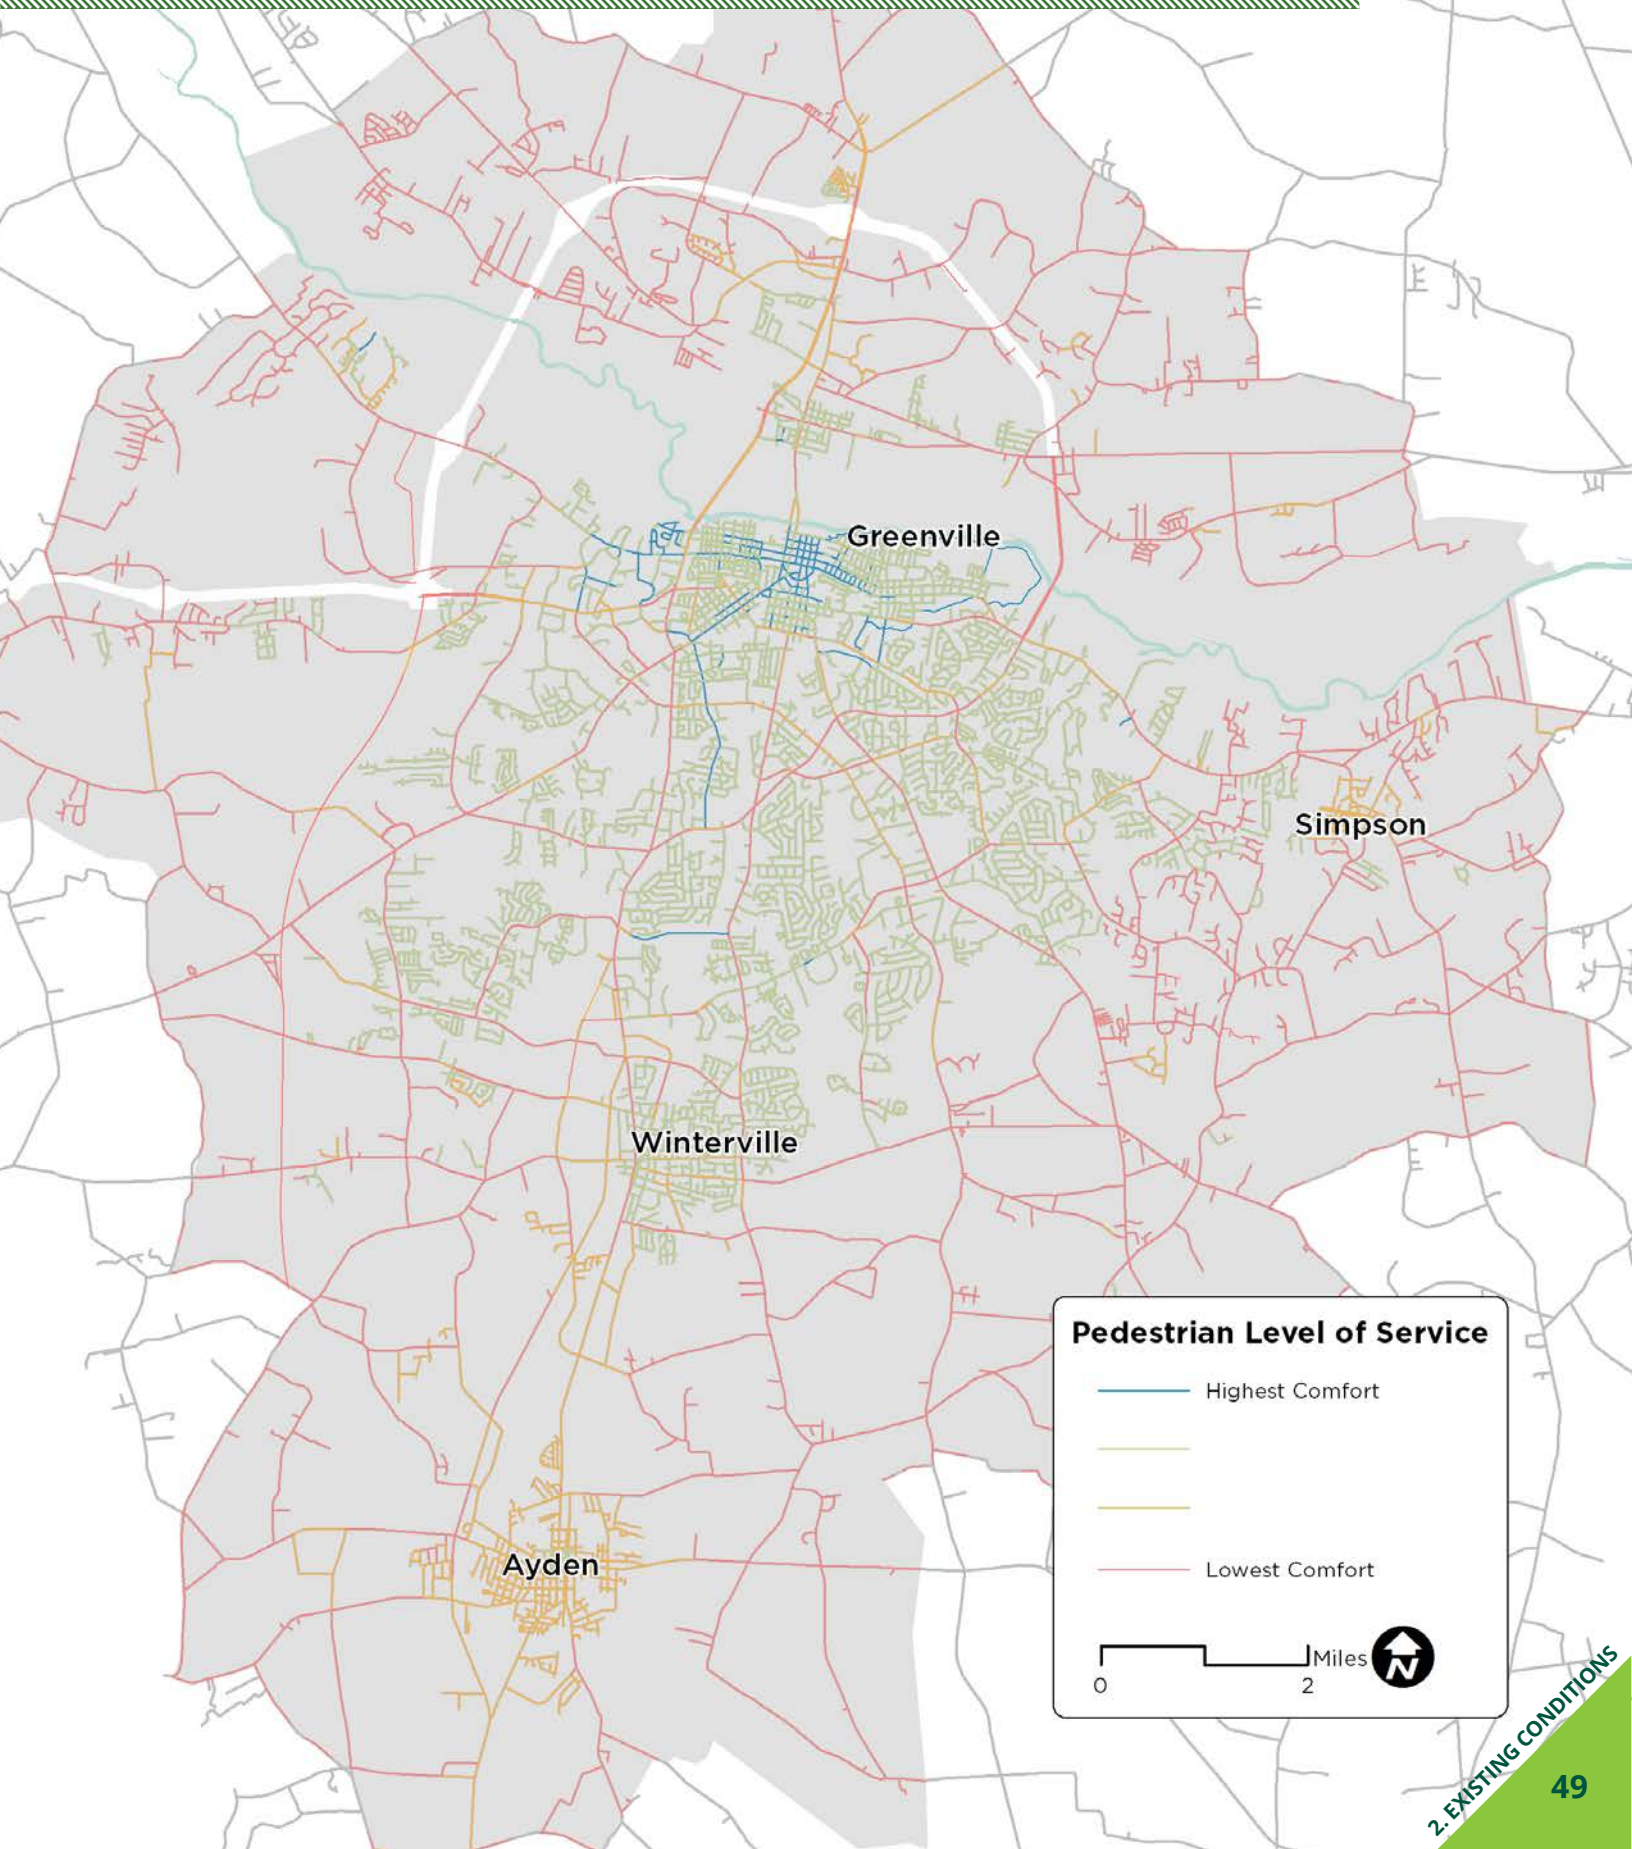 Greenville
Simpson
Winterville
Ayden
Pedestrian Level of Service
Highest Comfort
Lowest Comfort
Miles
0
2
N
2. EXISTING CONDITIONS
49